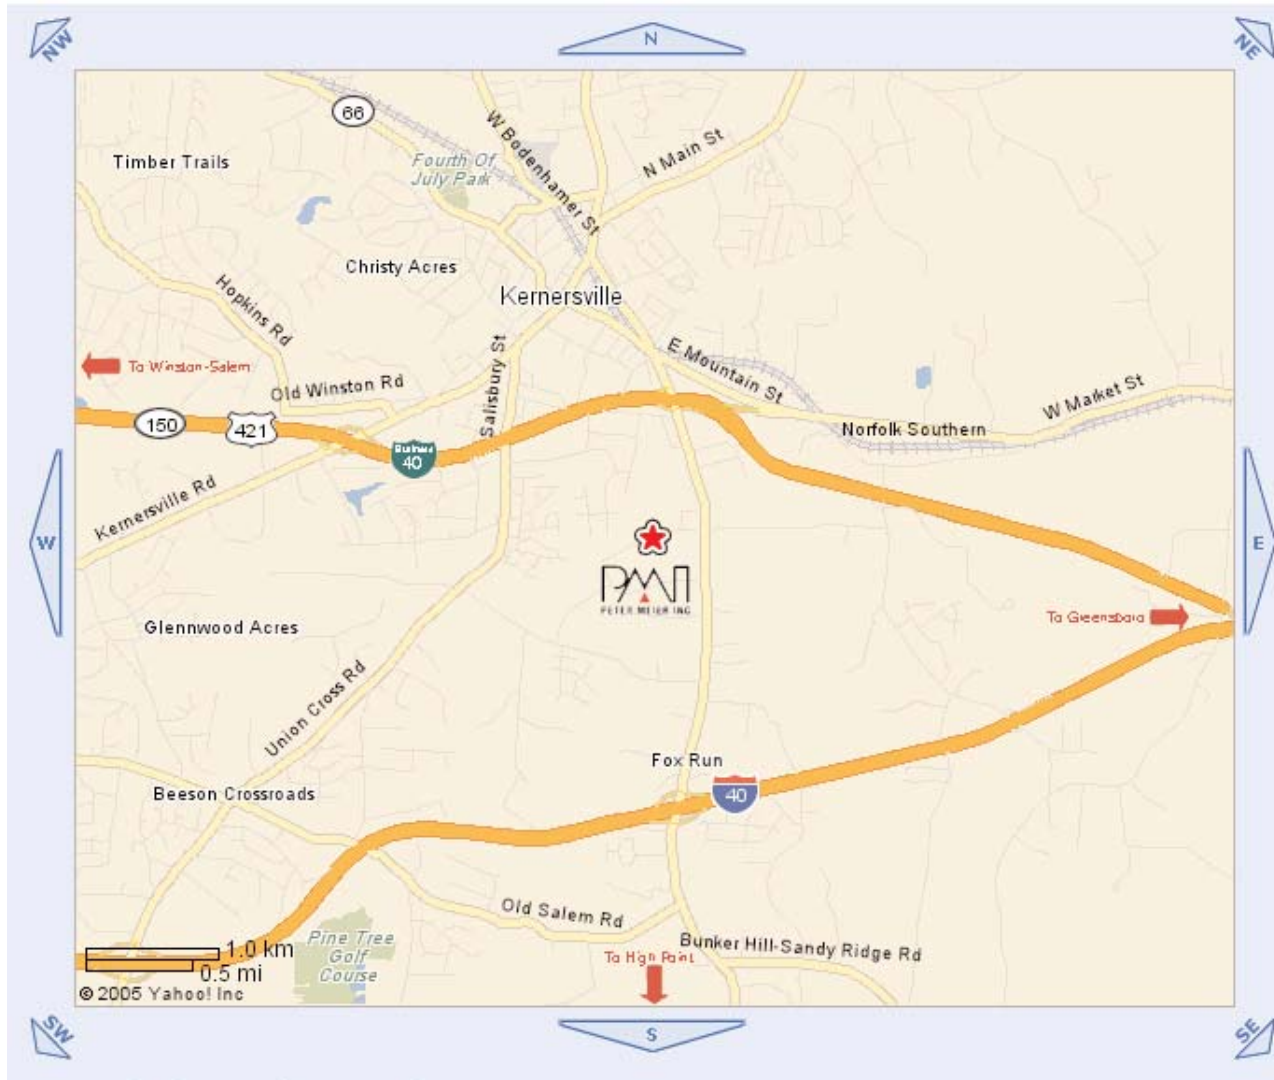 N
NW
NE
66
W Bodenhamer St
N Main St
Timber Trails
Fourth Of
July Park
Christy Acres
Kernersville
Hopkins Rd
E Mountain St
To Winston-Salem
Old Winston Rd
Salisbury St
W Market St
150
421
Business
40
Norfolk Southern
Kernersville Rd
W
E
PMI
PETER MEIER INC
To Greensboro
Glennwood Acres
Union Cross Rd
Fox Run
40
Beeson Crossroads
Old Salem Rd
Pine Tree
Golf
Course
Bunker Hill-Sandy Ridge Rd
To High Point
1.0 km
0.5 mi
© 2005 Yahoo! Inc
SW
S
SE